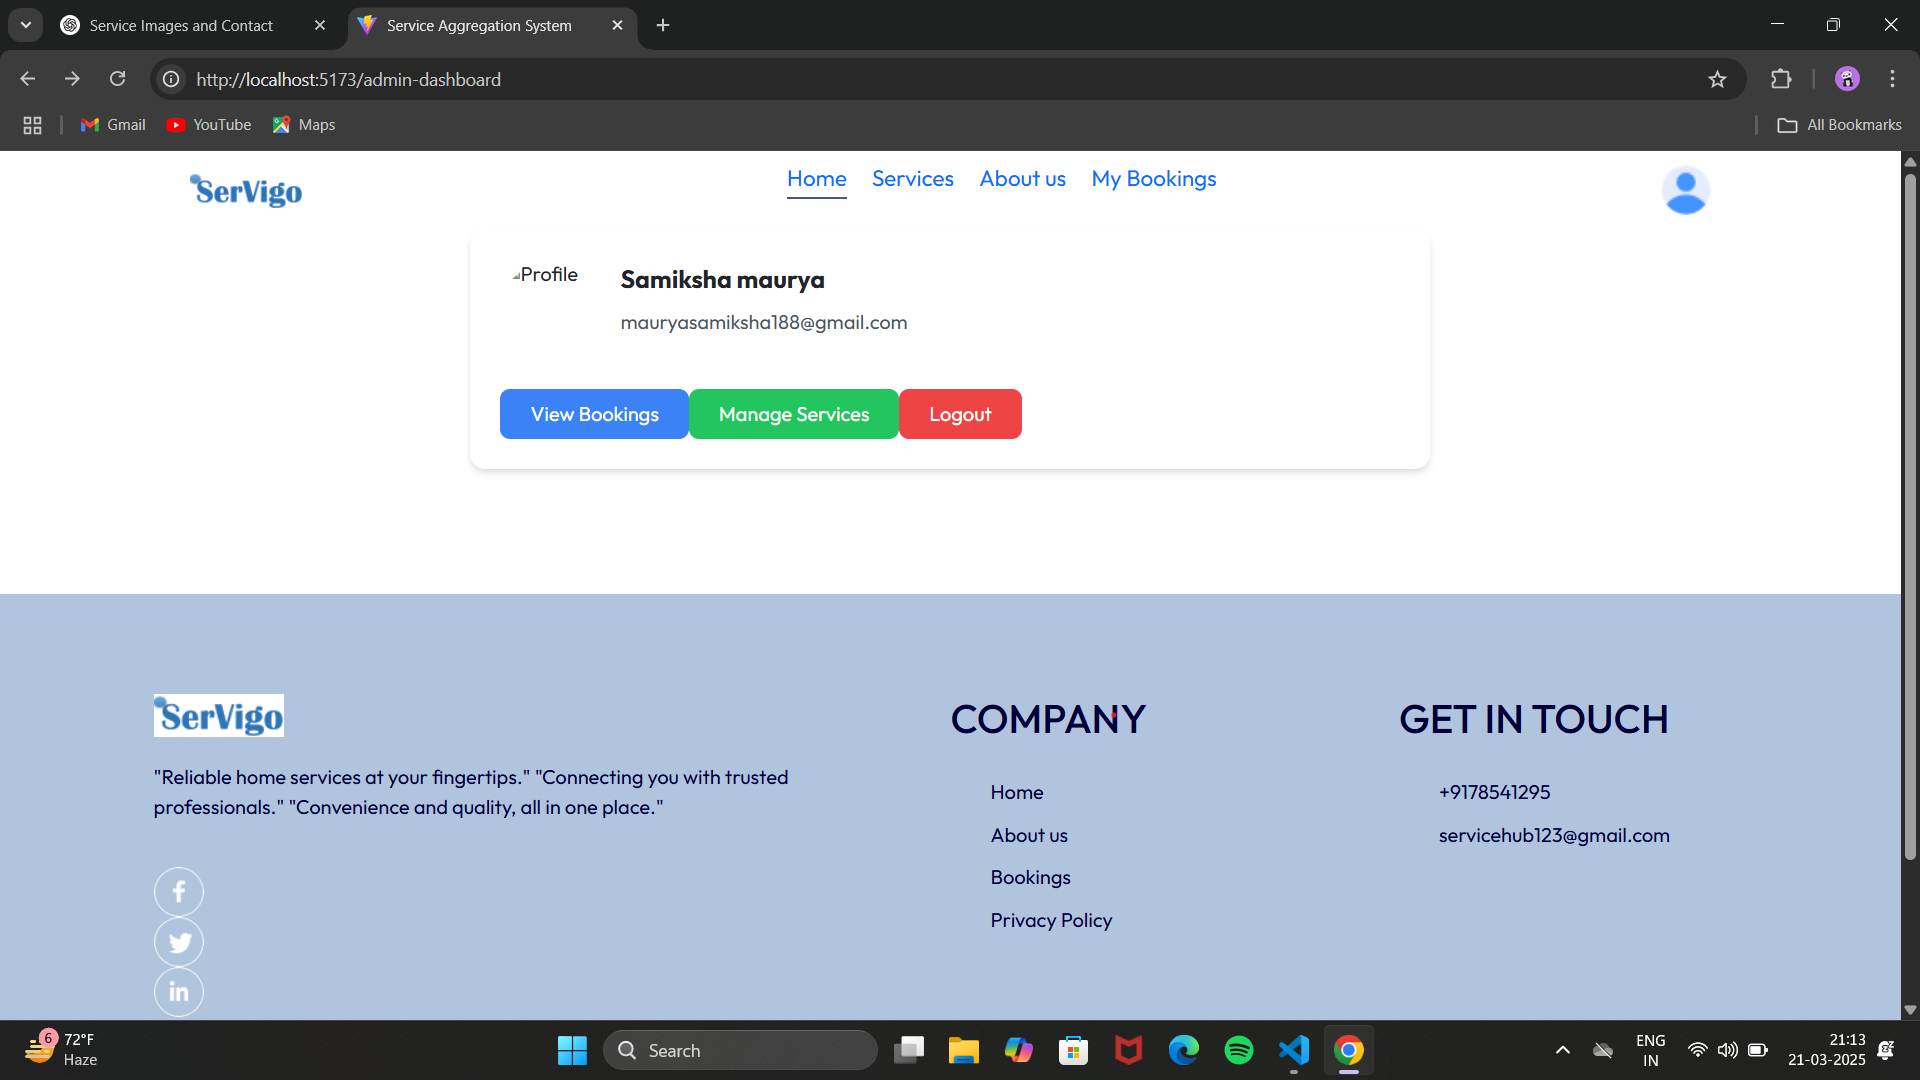 Service Images and Contact
Service Aggregation System
http://localhost:5173/admin-dashboard
Gmail
YouTube
Maps
All Bookmarks
SerVigo
Home
Services
About us
My Bookings
Profile
Samiksha maurya
mauryasamiksha188@gmail.com
View Bookings
Manage Services
Logout
SerVigo
"Reliable home services at your fingertips." "Connecting you with trusted
professionals." "Convenience and quality, all in one place."
COMPANY
Home
About us
Bookings
Privacy Policy
GET IN TOUCH
+9178541295
servicehub123@gmail.com
6
72°F
Haze
Search
ENG
IN
21:13
21-03-2025